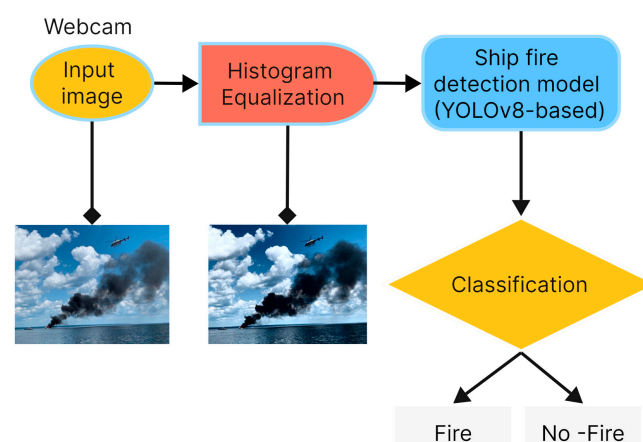 Webcam
Input
image
Histogram
Equalization
Ship fire
detection model
(YOLOv8-based)
Classification
Fire
No -Fire